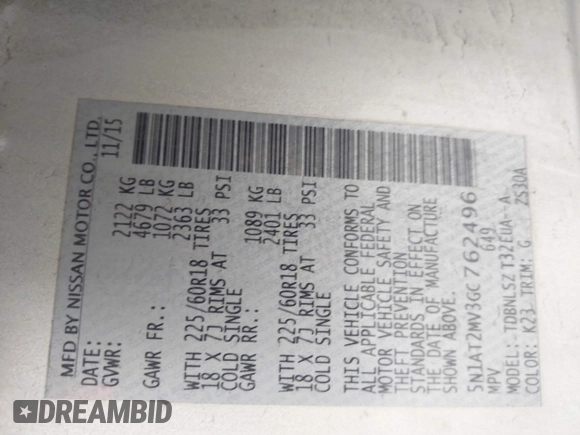 MFD BY NISSAN MOTOR CO., LTD.
DATE: 11/15
GVWR: 2122 KG
4679 LB
GAWR FR.: 1072 KG
2363 LB
WITH 225/60R18 TIRES
18 X 7J RIMS AT 33 PSI
COLD SINGLE
GAWR RR.: 1089 KG
2401 LB
WITH 225/60R18 TIRES
18 X 7J RIMS AT 33 PSI
COLD SINGLE
THIS VEHICLE CONFORMS TO
ALL APPLICABLE FEDERAL
MOTOR VEHICLE SAFETY AND
THEFT PREVENTION
STANDARDS IN EFFECT ON
THE DATE OF MANUFACTURE
SHOWN ABOVE.
5N1AT2MV3GC762496
MPV 649
MODEL: TDBNLSZ T32EUA-A
COLOR: K23 TRIM: G 2S30A
DREAMBID